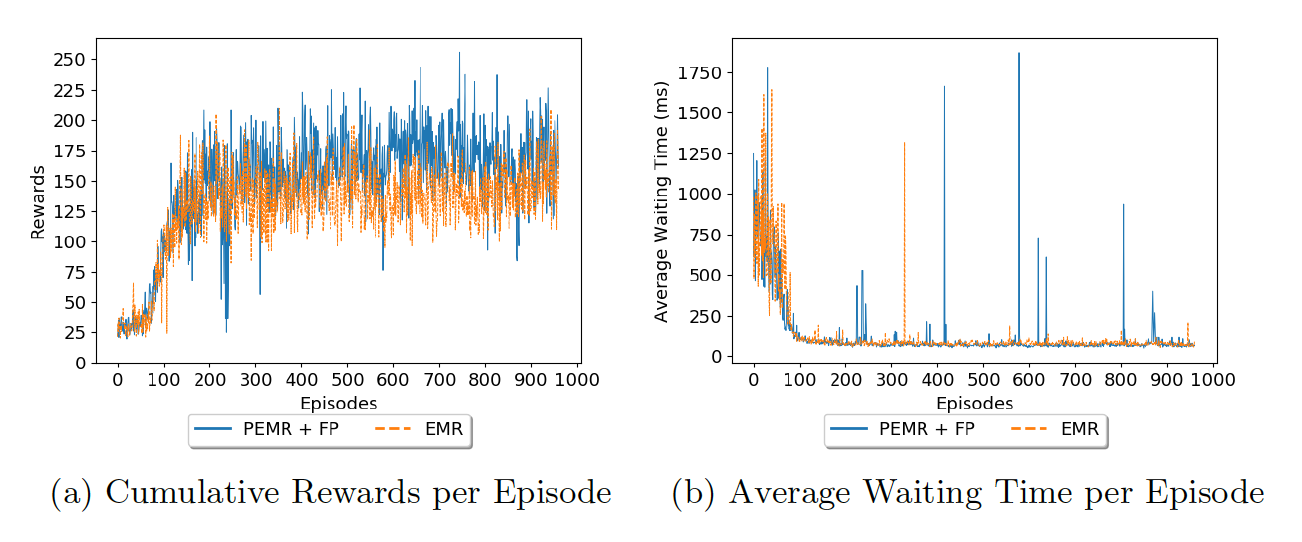 250
225
200
175
150
125
100
75
50
25
0
Rewards
0 100 200 300 400 500 600 700 800 900 1000
Episodes
PEMR + FP EMR
(a) Cumulative Rewards per Episode
1750
1500
1250
1000
750
500
250
0
Average Waiting Time (ms)
0 100 200 300 400 500 600 700 800 900 1000
Episodes
PEMR + FP EMR
(b) Average Waiting Time per Episode